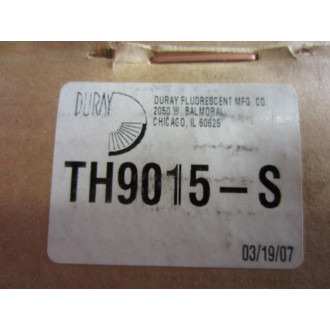 DURAY
DURAY FLUORESCENT MFG. CO.
2050 W. BALMORAL
CHICAGO, IL 60625
TH9015-S
03/19/07